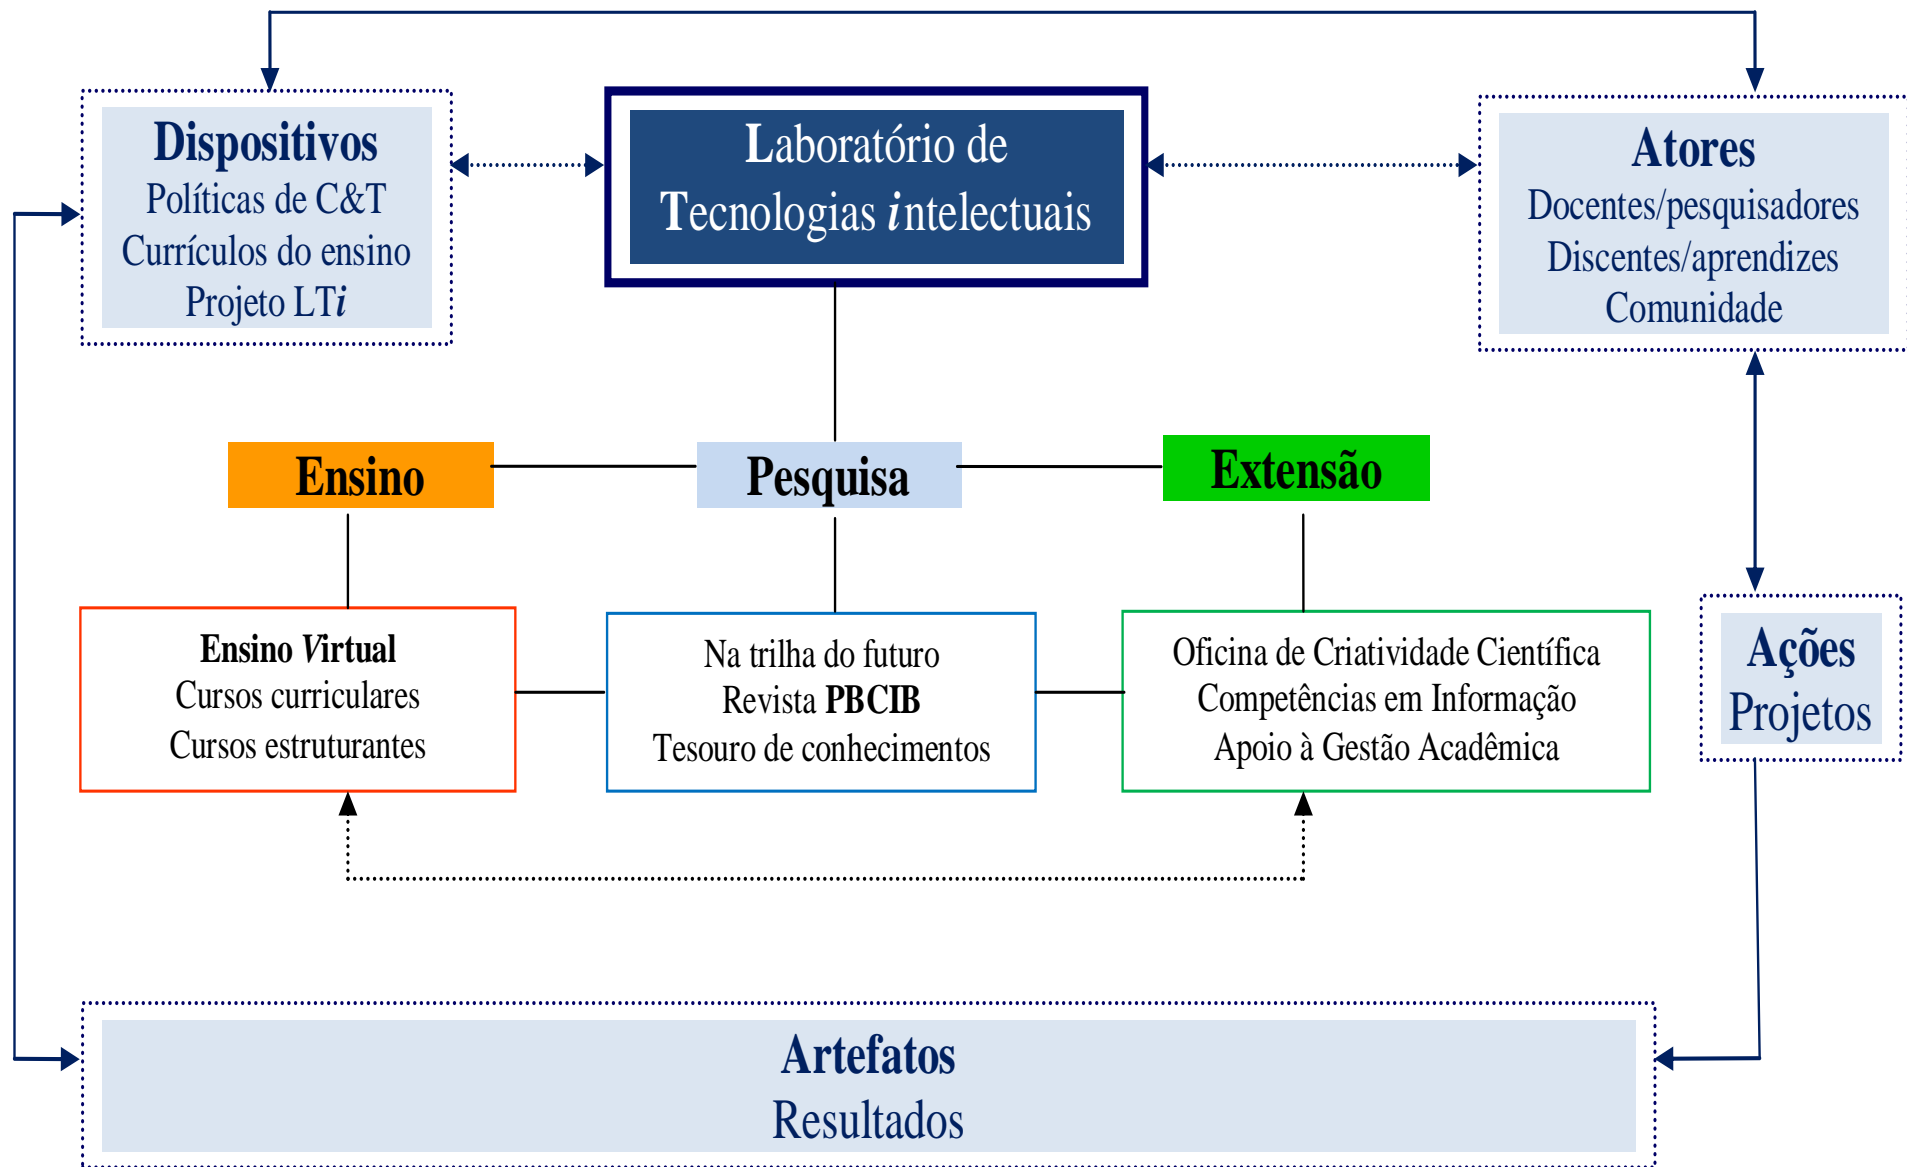 Dispositivos
Políticas de C&T
Currículos do ensino
Projeto LTi
Laboratório de
Tecnologias intelectuais
Atores
Docentes/pesquisadores
Discentes/aprendizes
Comunidade
Ensino
Pesquisa
Extensão
Ensino Virtual
Cursos curriculares
Cursos estruturantes
Na trilha do futuro
Revista PBCIB
Tesouro de conhecimentos
Oficina de Criatividade Científica
Competências em Informação
Apoio à Gestão Acadêmica
Ações
Projetos
Artefatos
Resultados